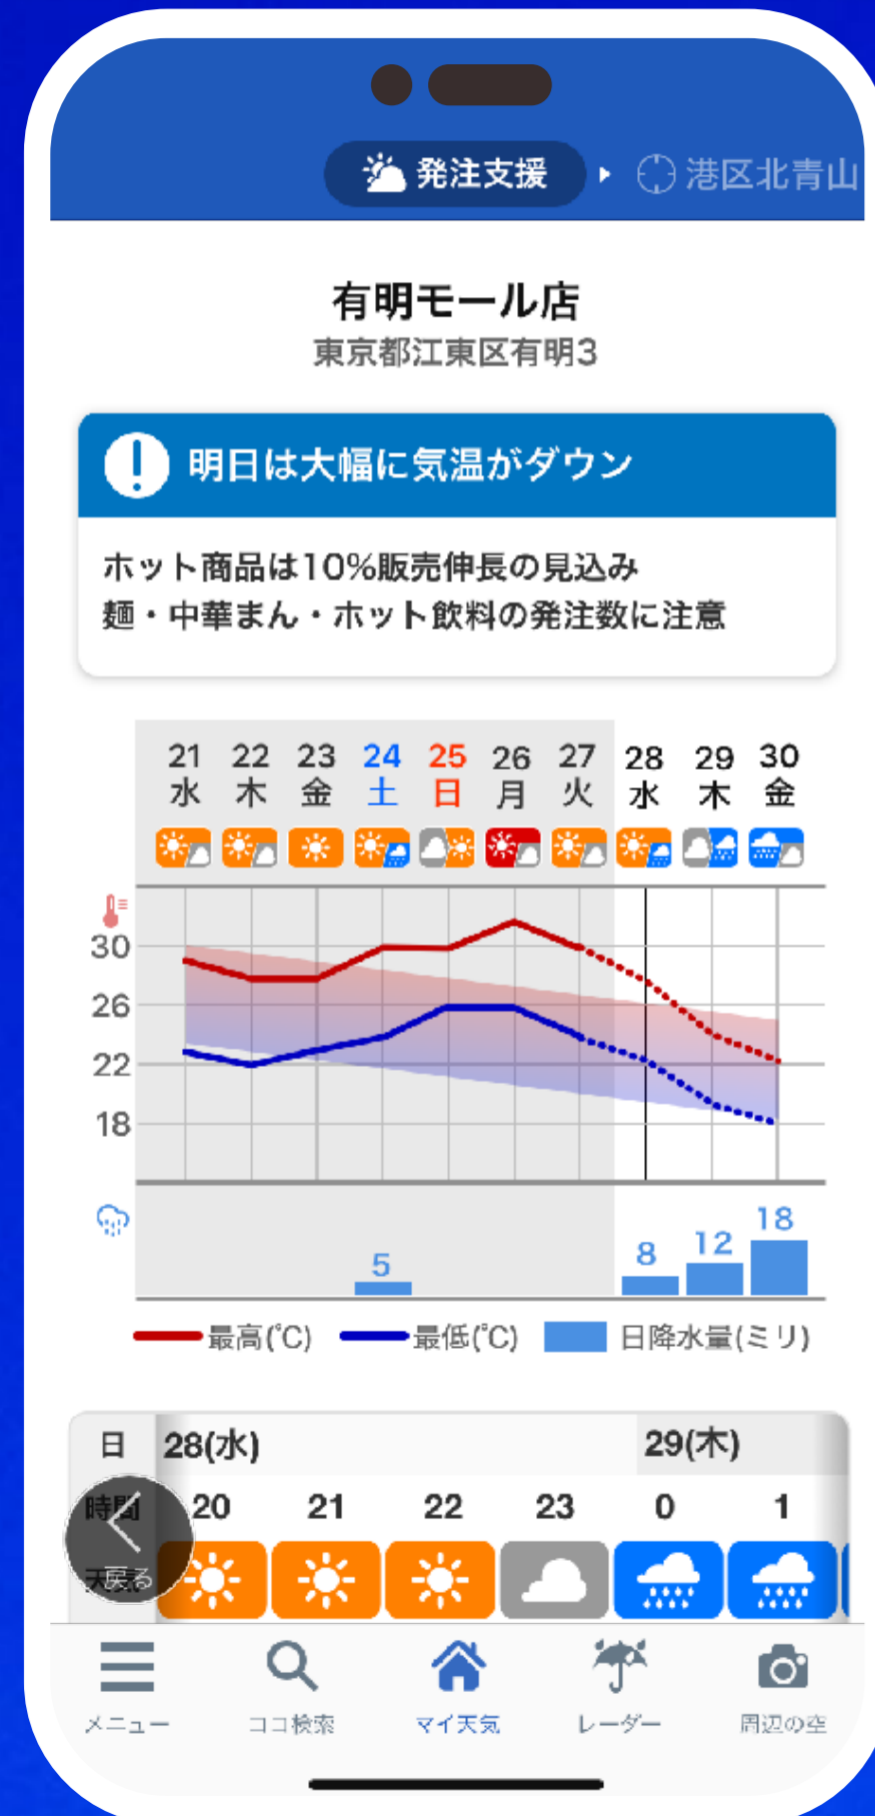 発注支援 港区北青山
有明モール店
東京都江東区有明3
明日は大幅に気温がダウン
ホット商品は10%販売伸長の見込み
麺・中華まん・ホット飲料の発注数に注意
21 22 23 24 25 26 27 28 29 30
水 木 金 土 日 月 火 水 木 金
30
26
22
18
5 8 12 18
最高(℃) 最低(℃) 日降水量(ミリ)
日 28(水) 29(木)
時間 20 21 22 23 0 1
天気
戻る
メニュー ココ検索 マイ天気 レーダー 周辺の空